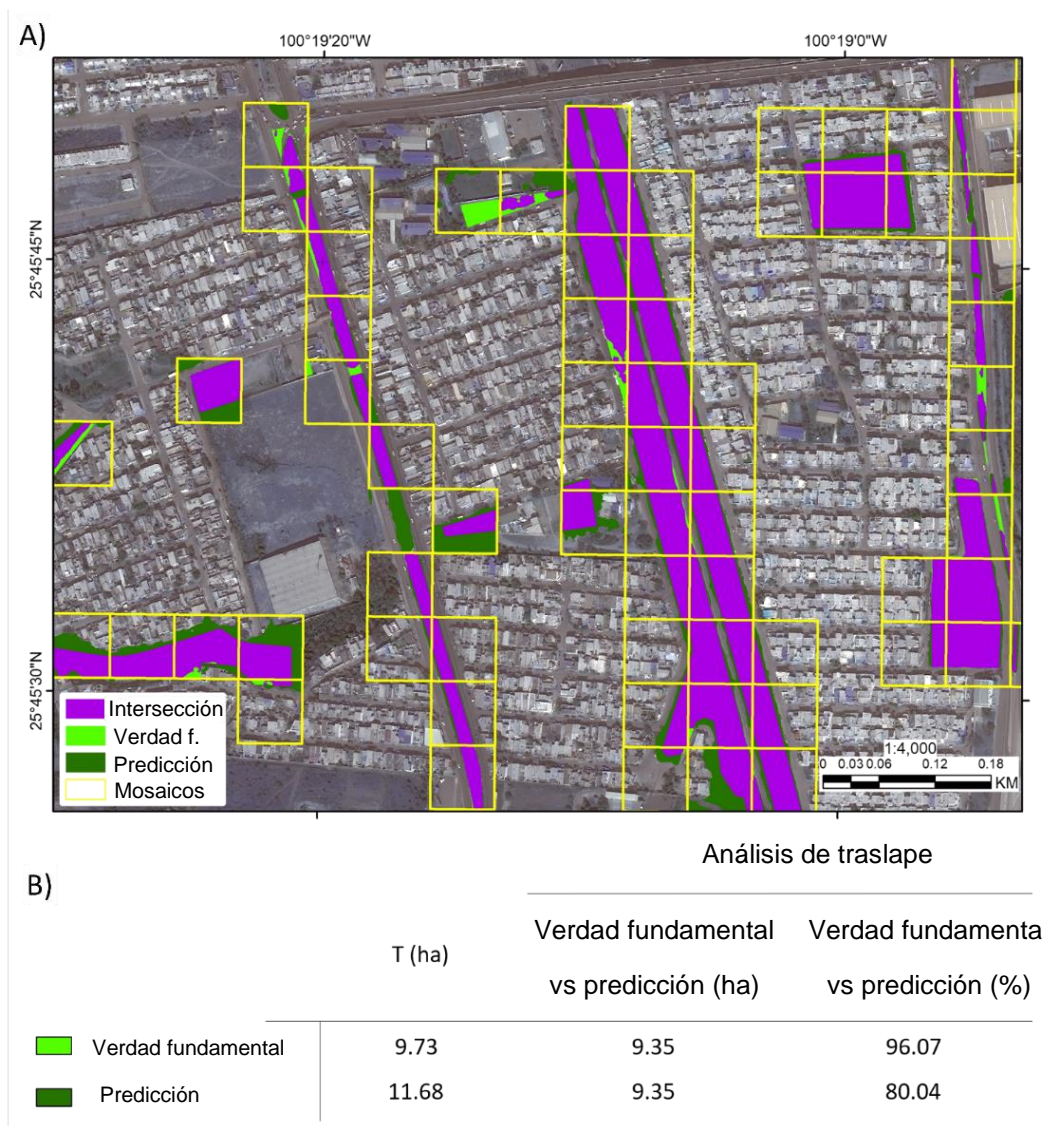 A)
100°19'20"W
100°19'0"W
25°45'45"N
25°45'30"N
Intersección
Verdad f.
Predicción
Mosaicos
1:4,000
0 0.03 0.06 0.12 0.18
KM
Análisis de traslape
B)
T (ha)
Verdad fundamental
vs predicción (ha)
Verdad fundamenta
vs predicción (%)
Verdad fundamental 9.73 9.35 96.07
Predicción 11.68 9.35 80.04